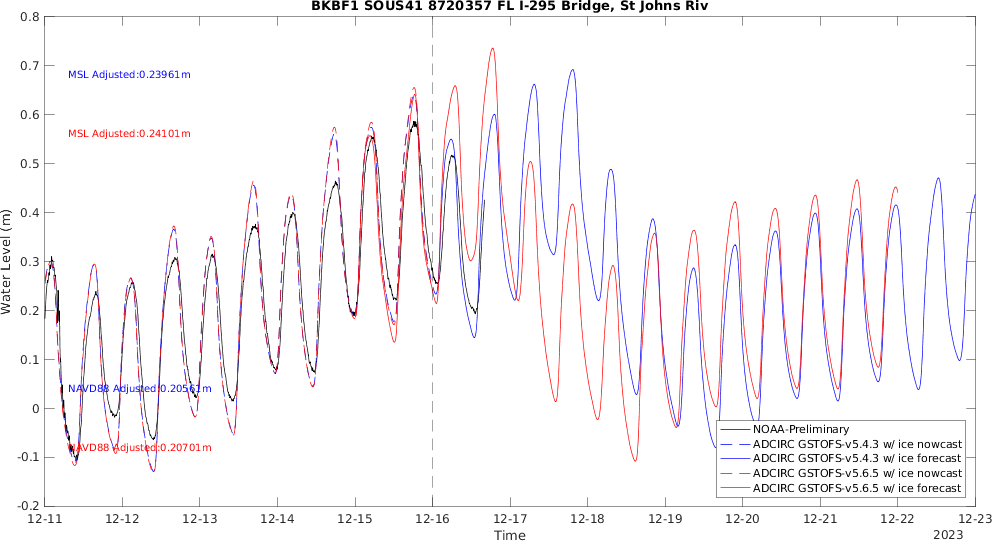 BKBF1 SOUS41 8720357 FL I-295 Bridge, St Johns Riv
0.8
0.7
0.6
0.5
0.4
0.3
0.2
0.1
0
-0.1
-0.2
Water Level (m)
MSL Adjusted:0.23961m
MSL Adjusted:0.24101m
NAVD88 Adjusted:0.20561m
NAVD88 Adjusted:0.20701m
NOAA-Preliminary
ADCIRC GSTOFS-v5.4.3 w/ ice nowcast
ADCIRC GSTOFS-v5.4.3 w/ ice forecast
ADCIRC GSTOFS-v5.6.5 w/ ice nowcast
ADCIRC GSTOFS-v5.6.5 w/ ice forecast
12-11 12-12 12-13 12-14 12-15 12-16 12-17 12-18 12-19 12-20 12-21 12-22 12-23
Time
2023